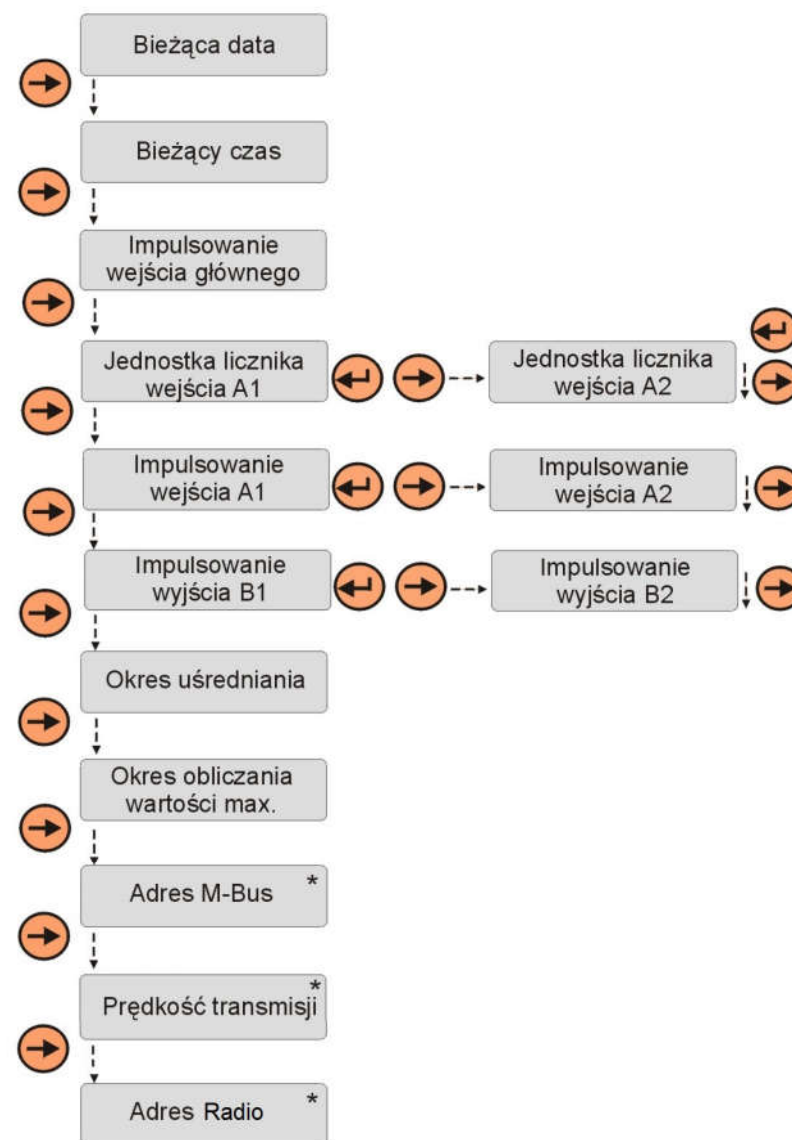 Bieżąca data
Bieżący czas
Impulsowanie
wejścia głównego
Jednostka licznika
wejścia A1
Jednostka licznika
wejścia A2
Impulsowanie
wejścia A1
Impulsowanie
wejścia A2
Impulsowanie
wyjścia B1
Impulsowanie
wyjścia B2
Okres uśredniania
Okres obliczania
wartości max.
Adres M-Bus *
Prędkość transmisji *
Adres Radio *